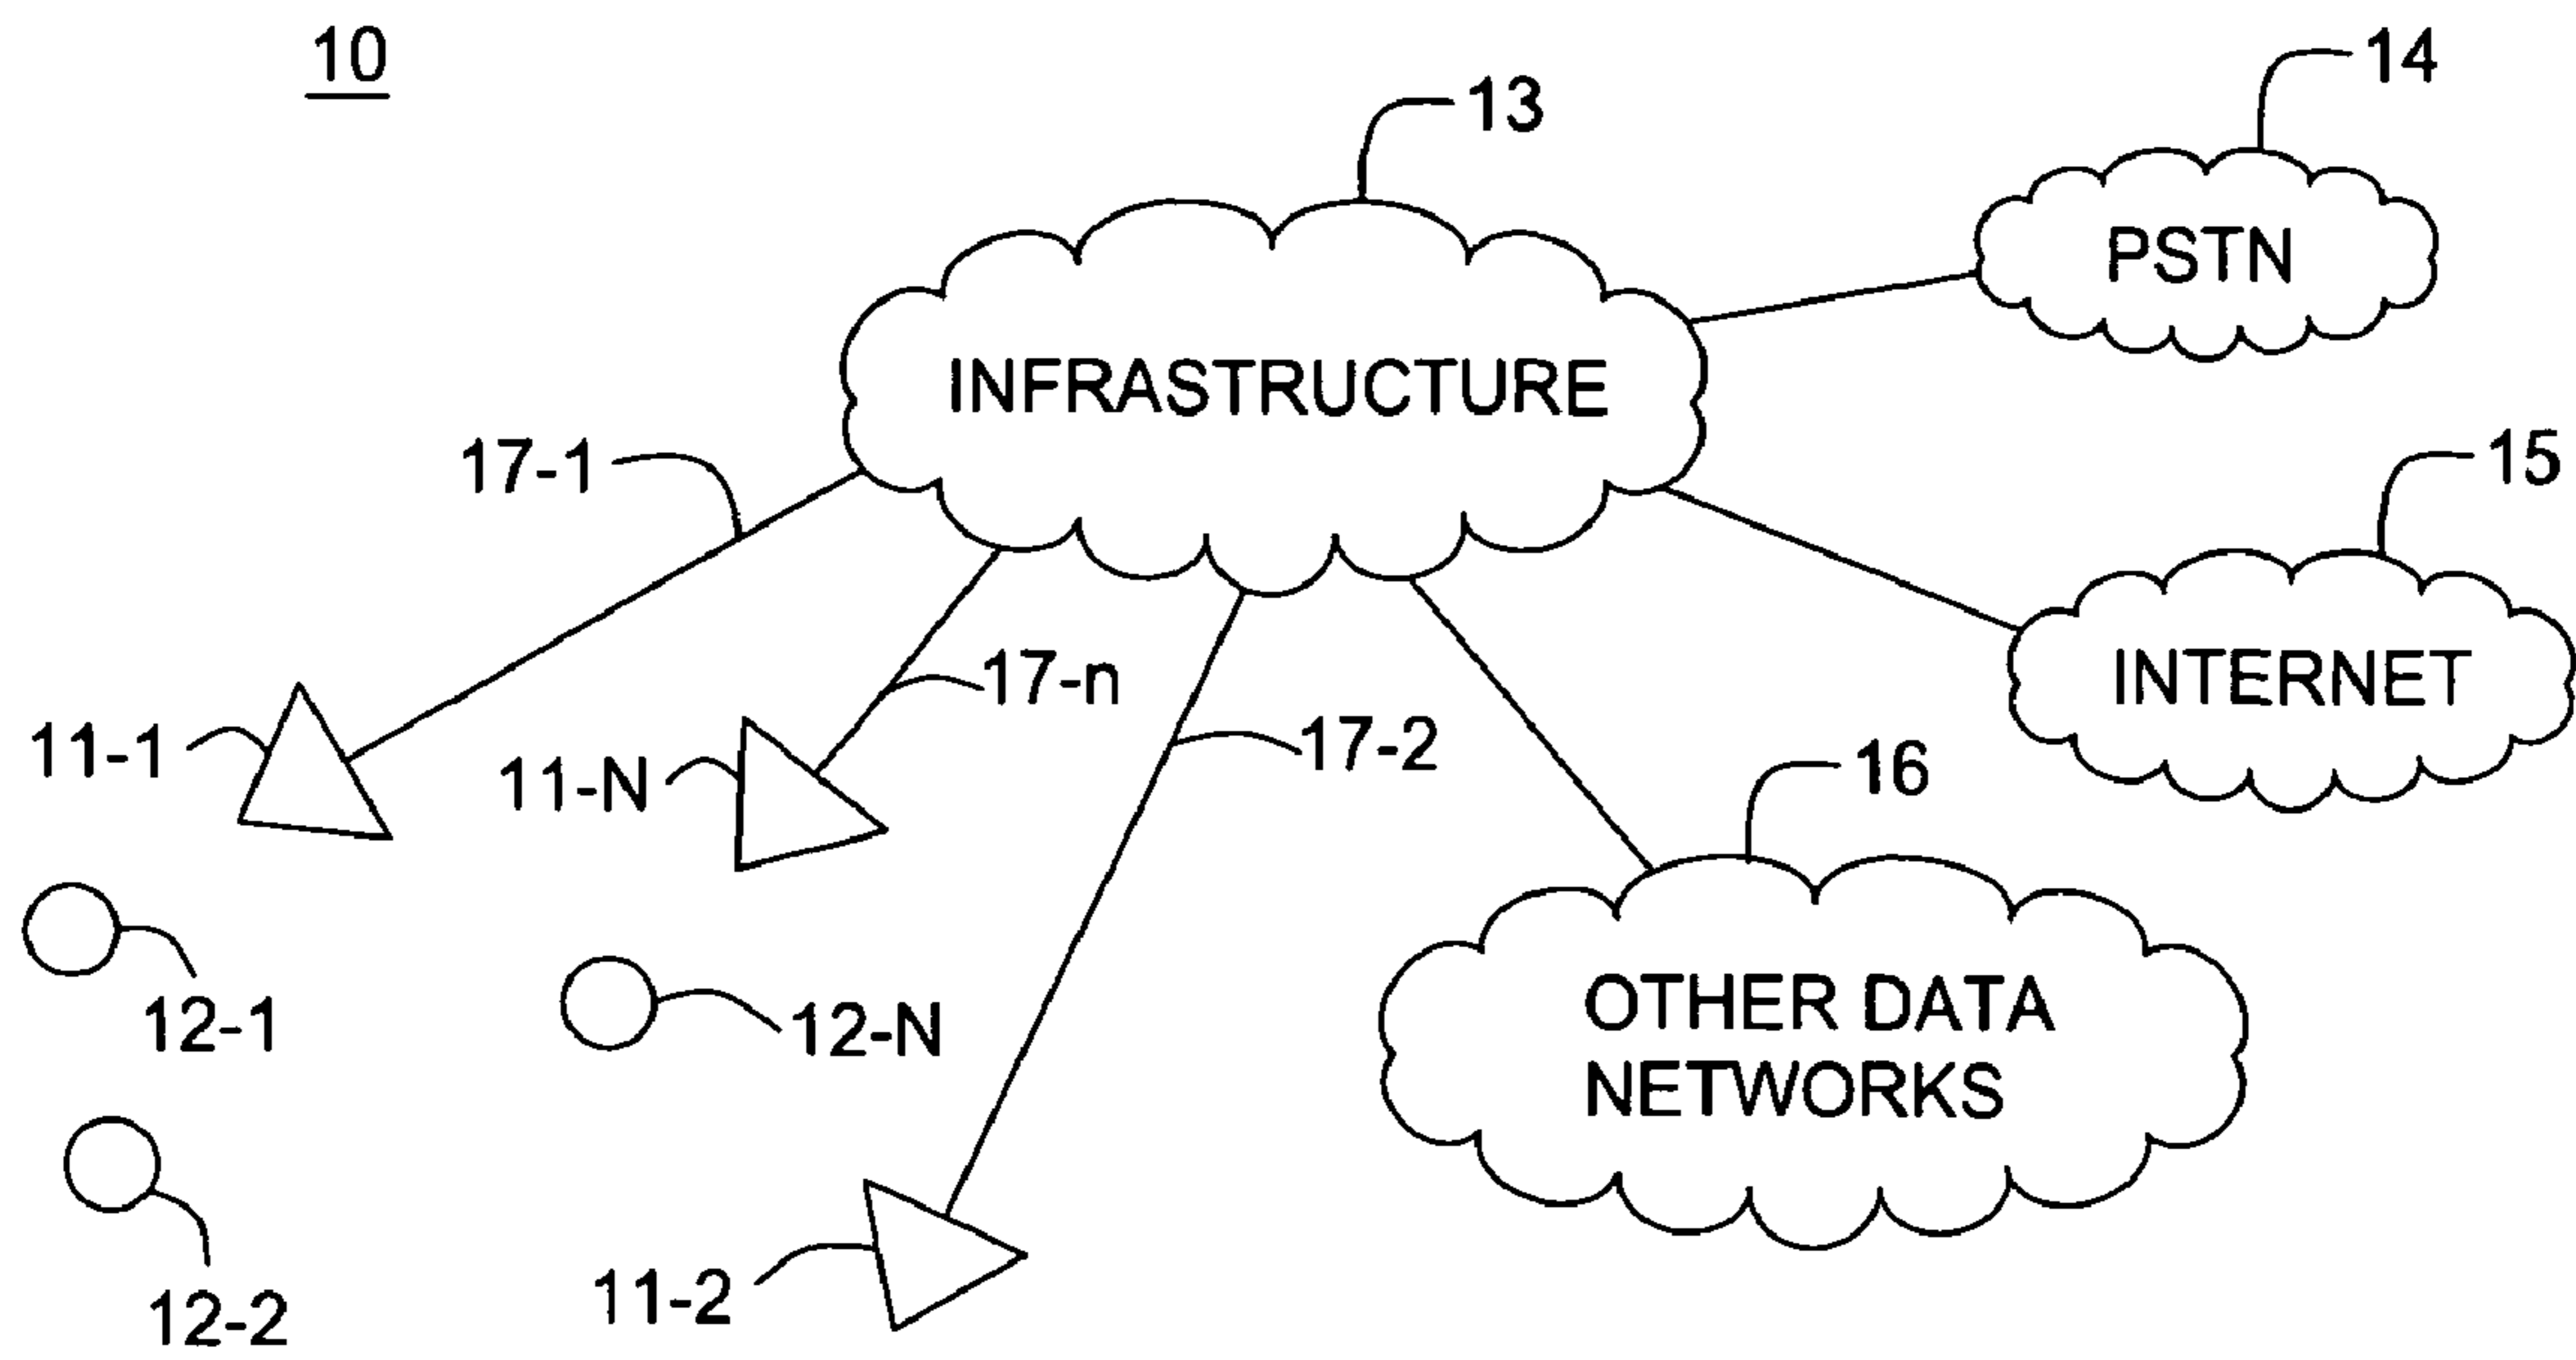 10
14
13
PSTN
INFRASTRUCTURE
17-1
15
17-n
INTERNET
11-1
11-N
17-2
16
12-1
12-N
OTHER DATA
NETWORKS
11-2
12-2